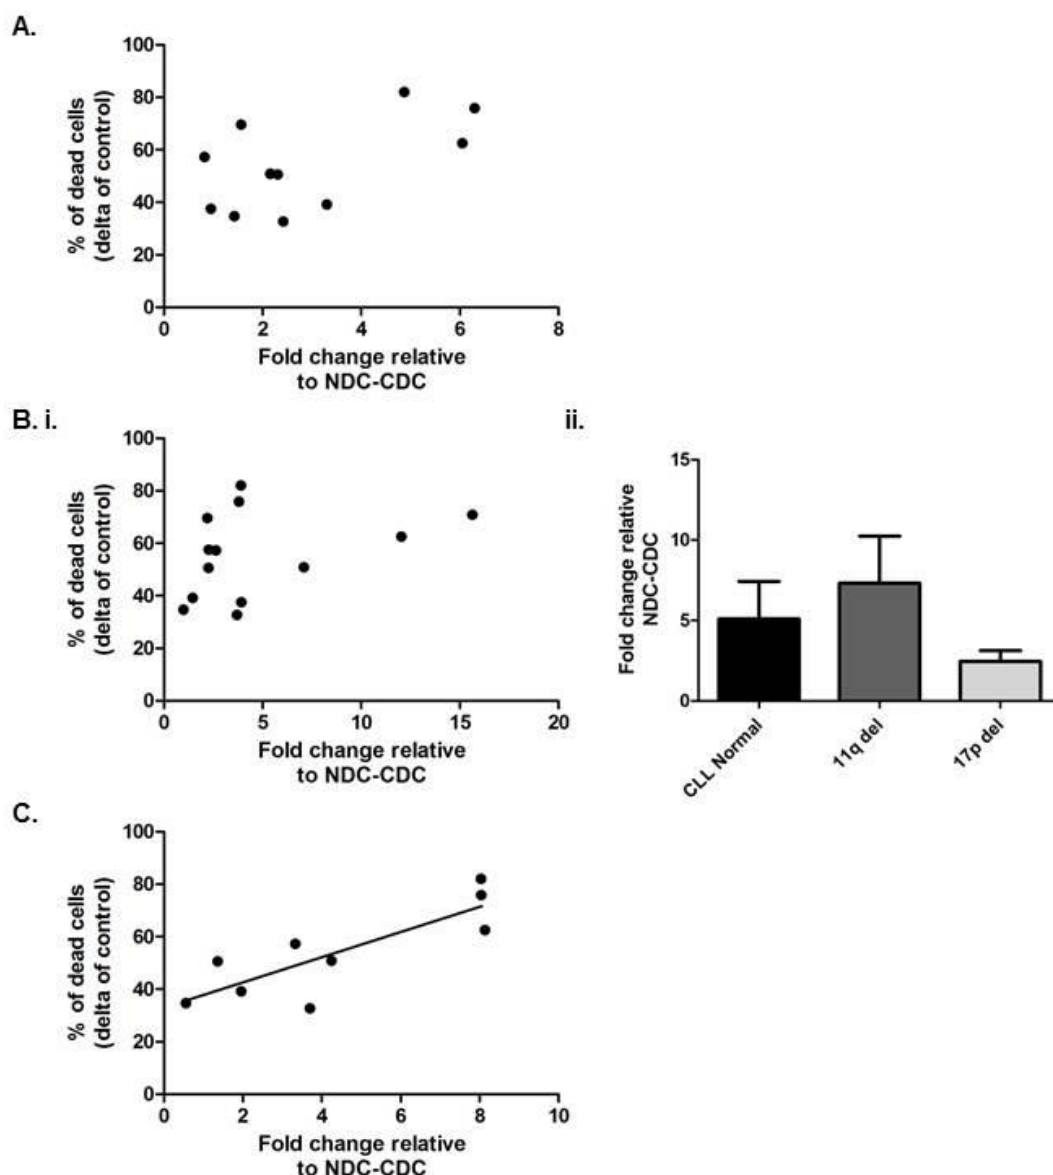 A.
% of dead cells
(delta of control)
100
80
60
40
20
0
0 2 4 6 8
Fold change relative
to NDC-CDC
B. i.
% of dead cells
(delta of control)
100
80
60
40
20
0
0 5 10 15 20
Fold change relative
to NDC-CDC
ii.
Fold change relative
NDC-CDC
15
10
5
0
CLL Normal
11q del
17p del
C.
% of dead cells
(delta of control)
100
80
60
40
20
0
0 2 4 6 8 10
Fold change relative
to NDC-CDC